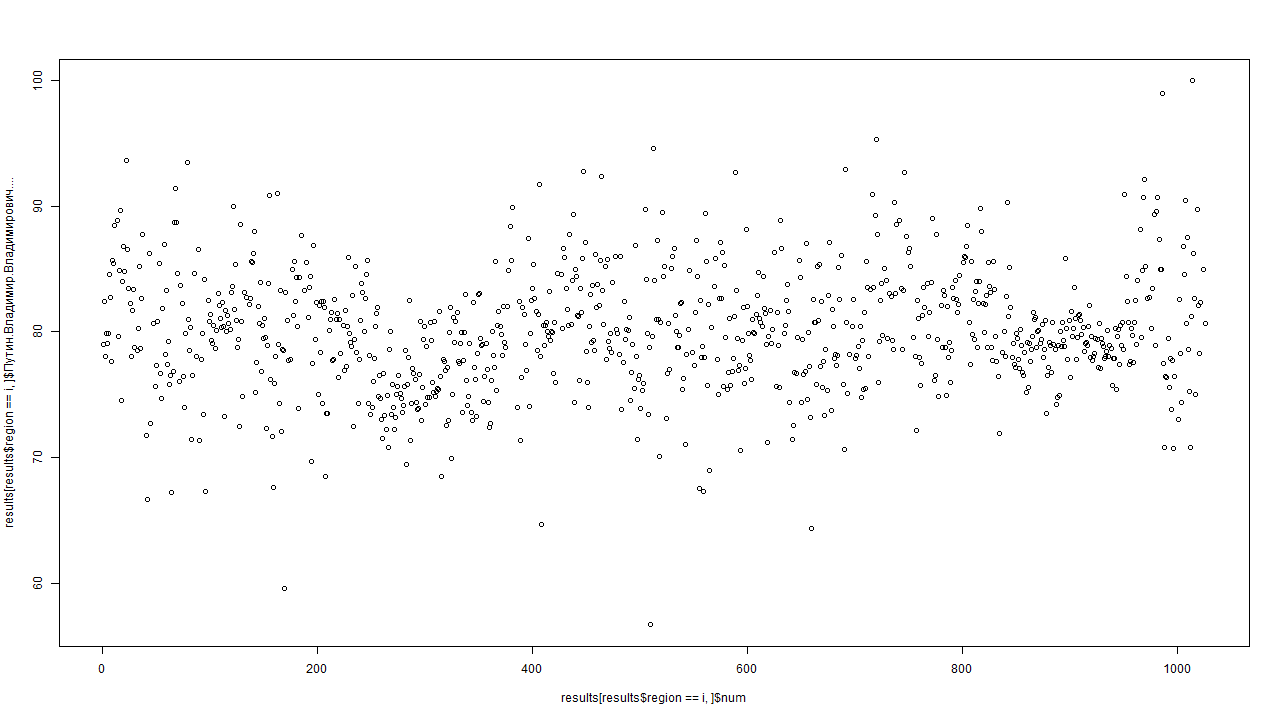 results[results$region == i, ]$Путин.Владимир.Владимирович....
100
90
80
70
60
0 200 400 600 800 1000
results[results$region == i, ]$num